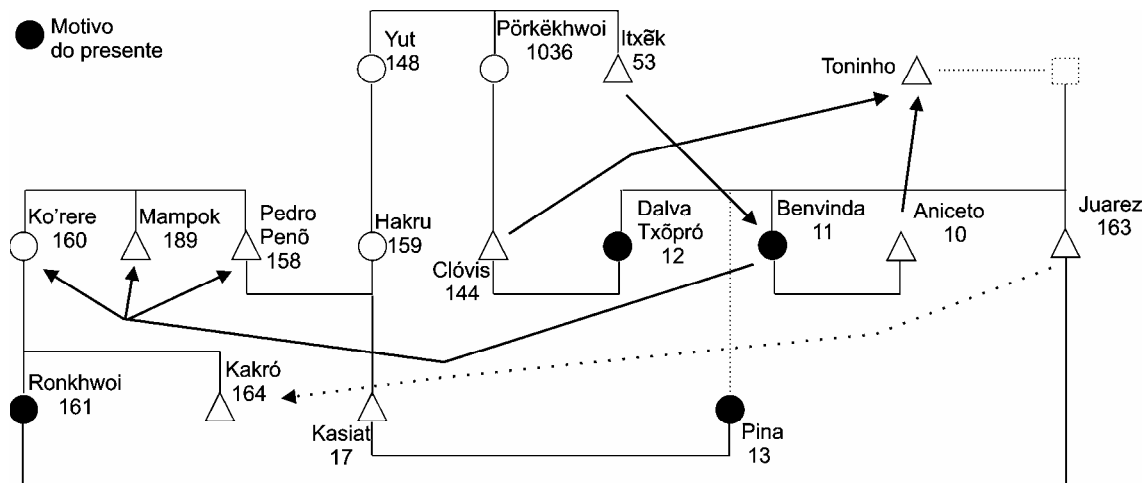 Motivo
do presente
Yut
148
Pörkëkhwoi
1036
Itxẽk
53
Toninho
Ko'rere
160
Mampok
189
Pedro
Penõ
158
Hakru
159
Clóvis
144
Dalva
Txõpró
12
Benvinda
11
Aniceto
10
Juarez
163
Ronkhwoi
161
Kakró
164
Kasiat
17
Pina
13